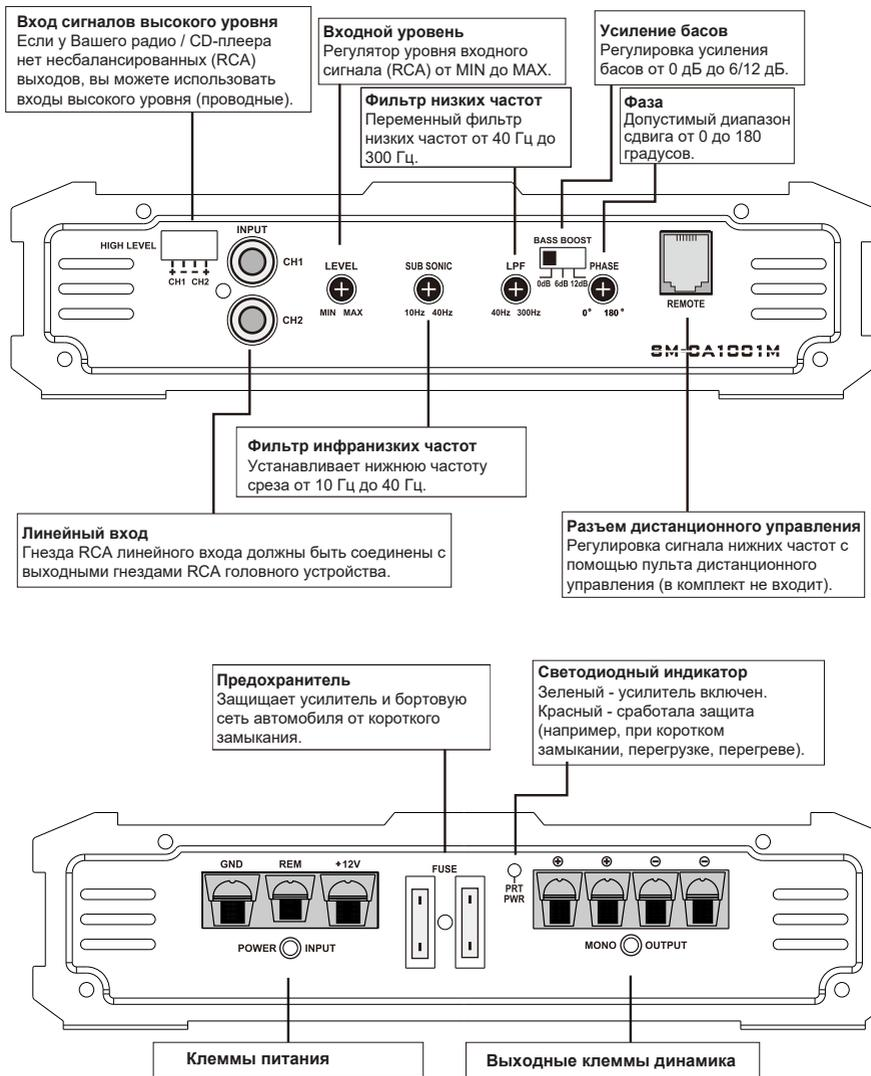 Вход сигналов высокого уровня
Если у Вашего радио / CD-плеера
нет несбалансированных (RCA)
выходов, вы можете использовать
входы высокого уровня (проводные).
Входной уровень
Регулятор уровня входного
сигнала (RCA) от MIN до MAX.
Усиление басов
Регулировка усиления
басов от 0 дБ до 6/12 дБ.
Фильтр низких частот
Переменный фильтр
низких частот от 40 Гц до
300 Гц.
Фаза
Допустимый диапазон
сдвига от 0 до 180
градусов.
HIGH LEVEL
+ − − +
CH1 CH2
INPUT
CH1
CH2
LEVEL
MIN MAX
SUB SONIC
10Hz 40Hz
LPF
40Hz 300Hz
BASS BOOST
0dB 6dB 12dB
PHASE
0° 180°
REMOTE
SM-CA1001M
Фильтр инфранизких частот
Устанавливает нижнюю частоту
среза от 10 Гц до 40 Гц.
Линейный вход
Гнезда RCA линейного входа должны быть соединены с
выходными гнездами RCA головного устройства.
Разъем дистанционного управления
Регулировка сигнала нижних частот с
помощью пульта дистанционного
управления (в комплект не входит).
Предохранитель
Защищает усилитель и бортовую
сеть автомобиля от короткого
замыкания.
Светодиодный индикатор
Зеленый - усилитель включен.
Красный - сработала защита
(например, при коротком
замыкании, перегрузке, перегреве).
GND REM +12V
POWER INPUT
FUSE
PRT
PWR
⊕ ⊕ ⊖ ⊖
MONO OUTPUT
Клеммы питания
Выходные клеммы динамика